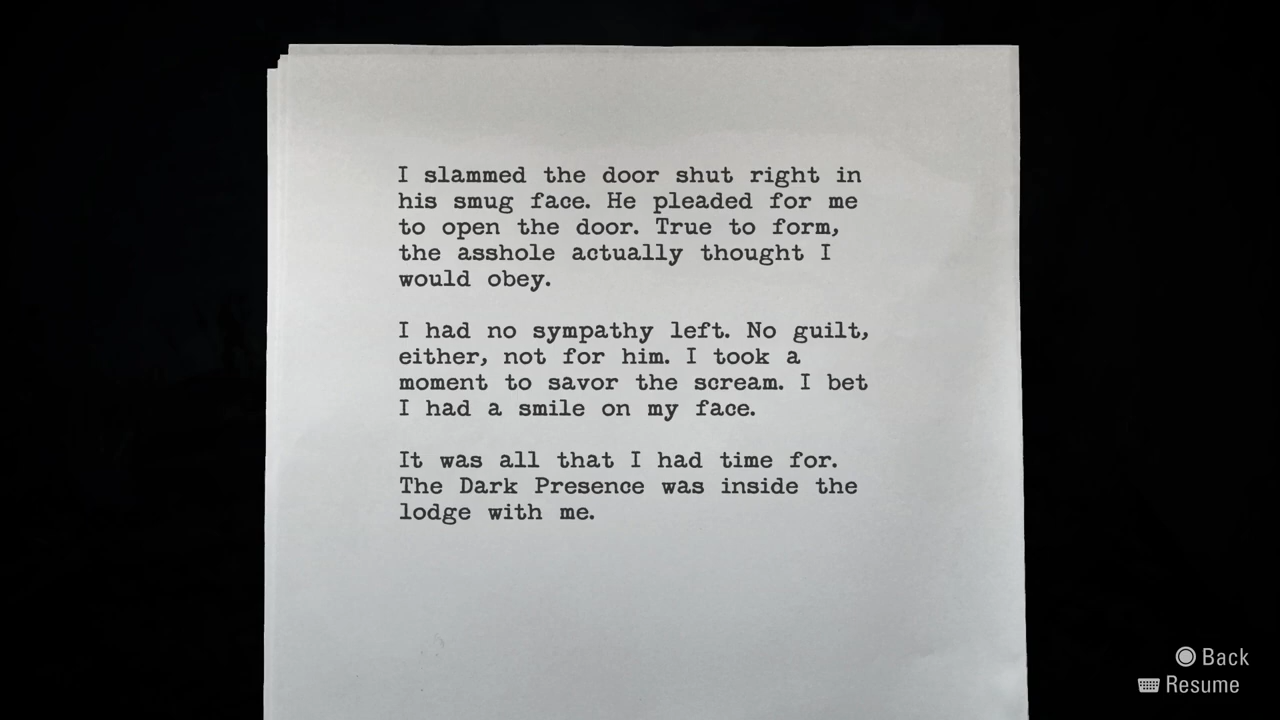 I slammed the door shut right in
his smug face. He pleaded for me
to open the door. True to form,
the asshole actually thought I
would obey.
I had no sympathy left. No guilt,
either, not for him. I took a
moment to savor the scream. I bet
I had a smile on my face.
It was all that I had time for.
The Dark Presence was inside the
lodge with me.
Back
Resume